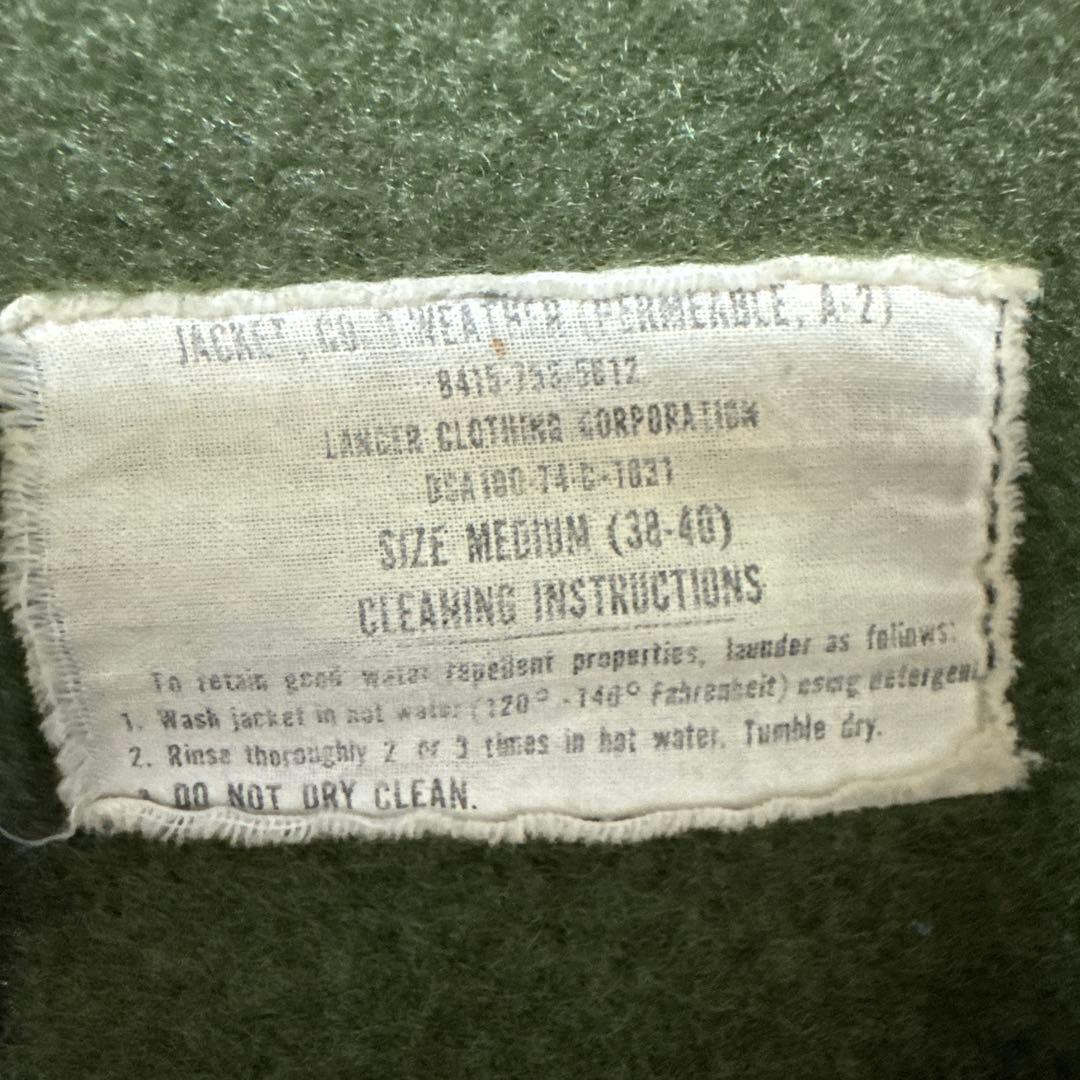 JACKET, COLD WEATHER (PERMEABLE, A-2)
8415-753-5612
LANCER CLOTHING CORPORATION
DSA100-74-C-1031
SIZE MEDIUM (38-40)
CLEANING INSTRUCTIONS
To retain good water repellent properties, launder as follows:
1. Wash jacket in hot water (120° -140° Fahrenheit) using detergent
2. Rinse thoroughly 2 or 3 times in hot water. Tumble dry.
DO NOT DRY CLEAN.